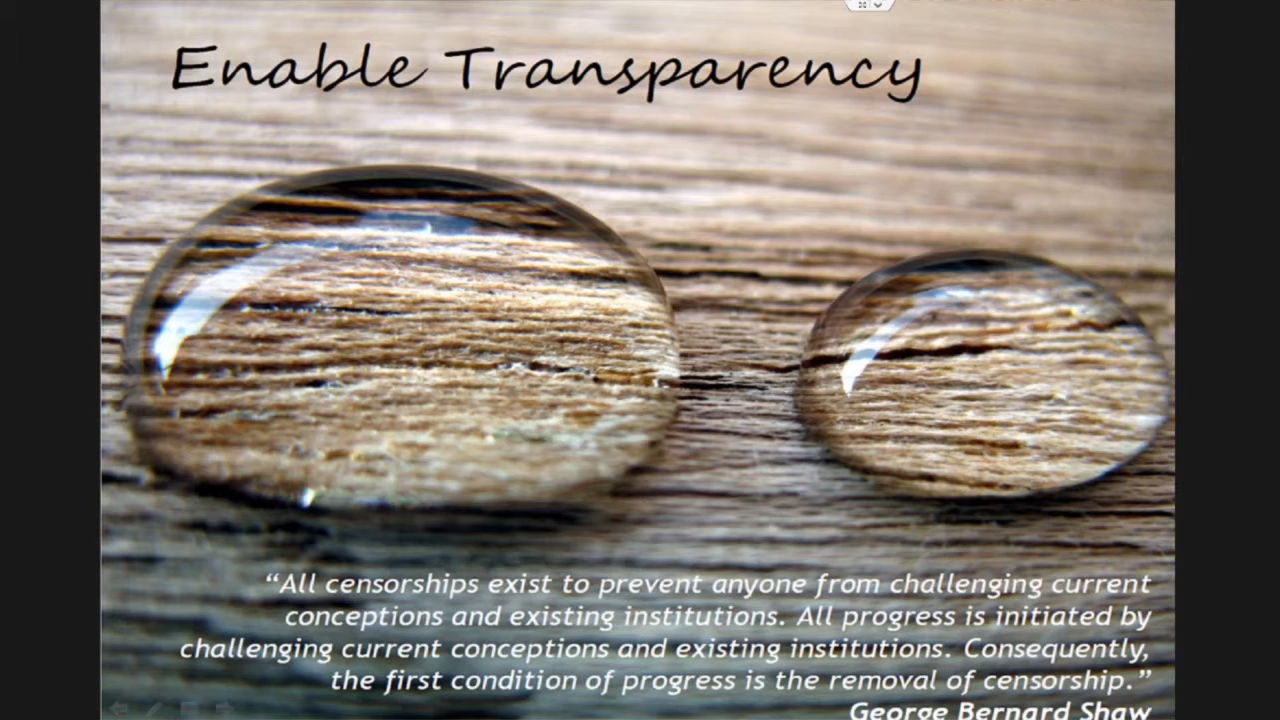 Enable Transparency
“All censorships exist to prevent anyone from challenging current
conceptions and existing institutions. All progress is initiated by
challenging current conceptions and existing institutions. Consequently,
the first condition of progress is the removal of censorship.”
George Bernard Shaw